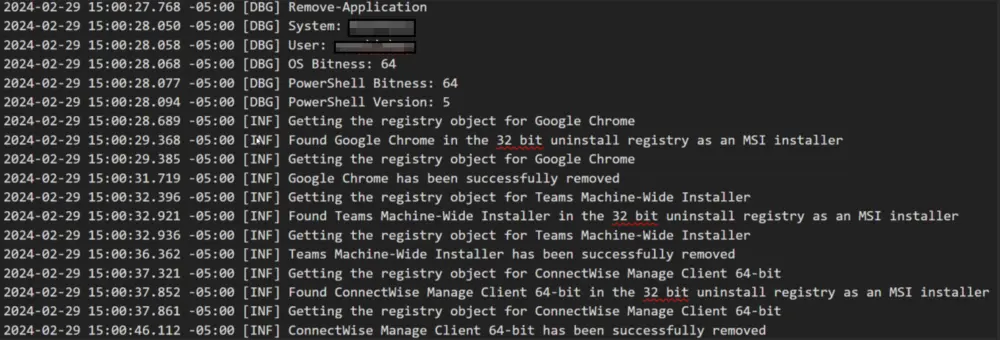 2024-02-29 15:00:27.768 -05:00 [DBG] Remove-Application
2024-02-29 15:00:28.050 -05:00 [DBG] System:
2024-02-29 15:00:28.058 -05:00 [DBG] User:
2024-02-29 15:00:28.068 -05:00 [DBG] OS Bitness: 64
2024-02-29 15:00:28.077 -05:00 [DBG] PowerShell Bitness: 64
2024-02-29 15:00:28.094 -05:00 [DBG] PowerShell Version: 5
2024-02-29 15:00:28.689 -05:00 [INF] Getting the registry object for Google Chrome
2024-02-29 15:00:29.368 -05:00 [INF] Found Google Chrome in the 32 bit uninstall registry as an MSI installer
2024-02-29 15:00:29.385 -05:00 [INF] Getting the registry object for Google Chrome
2024-02-29 15:00:31.719 -05:00 [INF] Google Chrome has been successfully removed
2024-02-29 15:00:32.396 -05:00 [INF] Getting the registry object for Teams Machine-Wide Installer
2024-02-29 15:00:32.921 -05:00 [INF] Found Teams Machine-Wide Installer in the 32 bit uninstall registry as an MSI installer
2024-02-29 15:00:32.936 -05:00 [INF] Getting the registry object for Teams Machine-Wide Installer
2024-02-29 15:00:36.362 -05:00 [INF] Teams Machine-Wide Installer has been successfully removed
2024-02-29 15:00:37.321 -05:00 [INF] Getting the registry object for ConnectWise Manage Client 64-bit
2024-02-29 15:00:37.852 -05:00 [INF] Found ConnectWise Manage Client 64-bit in the 32 bit uninstall registry as an MSI installer
2024-02-29 15:00:37.861 -05:00 [INF] Getting the registry object for ConnectWise Manage Client 64-bit
2024-02-29 15:00:46.112 -05:00 [INF] ConnectWise Manage Client 64-bit has been successfully removed